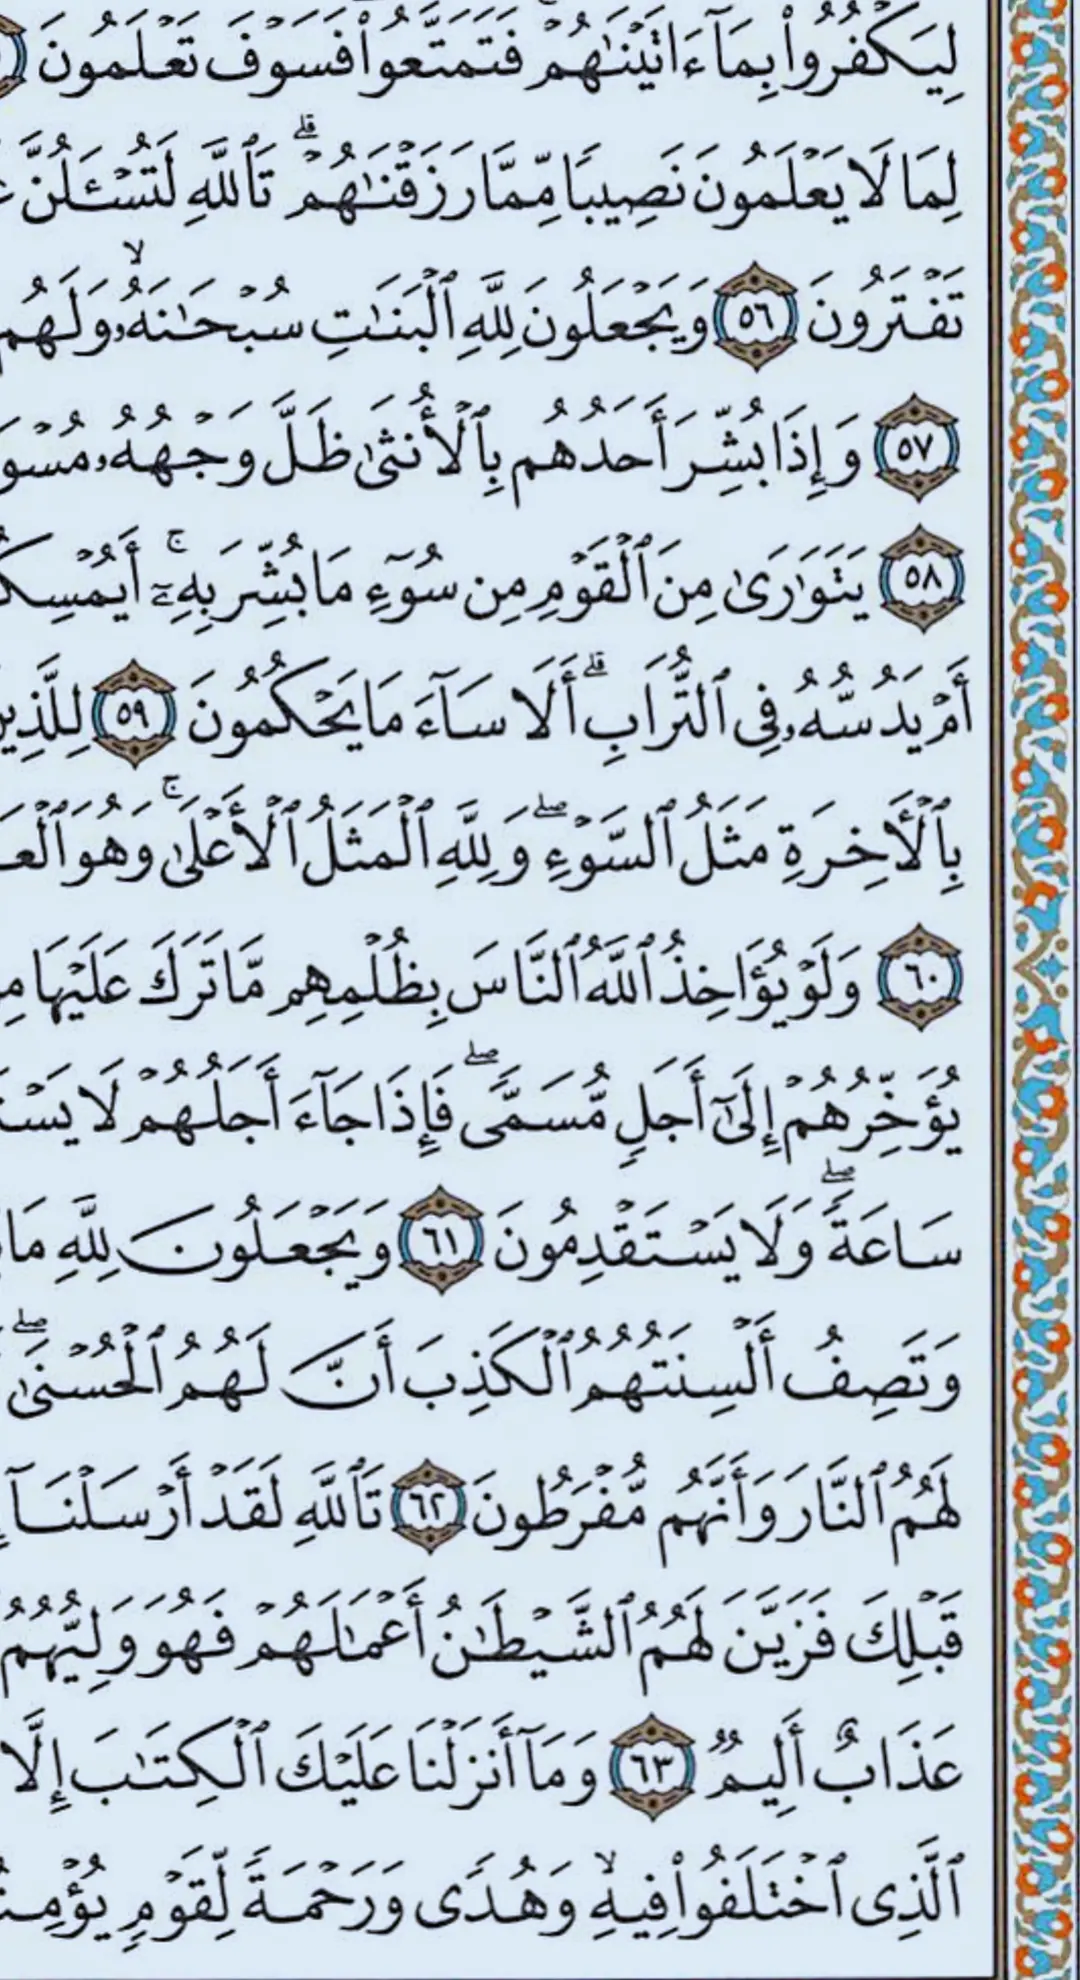 لِيَكۡفُرُواْ بِمَآ ءَاتَيۡنَٰهُمۡ فَتَمَتَّعُواْ فَسَوۡفَ تَعۡلَمُونَ
لِمَا لَا يَعۡلَمُونَ نَصِيبٗا مِّمَّا رَزَقۡنَٰهُمۡۗ تَٱللَّهِ لَتُسۡـَٔلُنَّ
تَفۡتَرُونَ ٥٦ وَيَجۡعَلُونَ لِلَّهِ ٱلۡبَنَٰتِ سُبۡحَٰنَهُۥ وَلَهُم
٥٧ وَإِذَا بُشِّرَ أَحَدُهُم بِٱلۡأُنثَىٰ ظَلَّ وَجۡهُهُۥ مُسۡوَ
٥٨ يَتَوَٰرَىٰ مِنَ ٱلۡقَوۡمِ مِن سُوٓءِ مَا بُشِّرَ بِهِۦٓۚ أَيُمۡسِكُ
أَمۡ يَدُسُّهُۥ فِي ٱلتُّرَابِۗ أَلَا سَآءَ مَا يَحۡكُمُونَ ٥٩ لِلَّذِي
بِٱلۡأٓخِرَةِ مَثَلُ ٱلسَّوۡءِۖ وَلِلَّهِ ٱلۡمَثَلُ ٱلۡأَعۡلَىٰۚ وَهُوَ ٱلۡعَ
٦٠ وَلَوۡ يُؤَاخِذُ ٱللَّهُ ٱلنَّاسَ بِظُلۡمِهِم مَّا تَرَكَ عَلَيۡهَا مِ
يُؤَخِّرُهُمۡ إِلَىٰٓ أَجَلٖ مُّسَمّٗىۖ فَإِذَا جَآءَ أَجَلُهُمۡ لَا يَسۡتَ
سَاعَةٗۖ وَلَا يَسۡتَقۡدِمُونَ ٦١ وَيَجۡعَلُونَ لِلَّهِ مَا
وَتَصِفُ أَلۡسِنَتُهُمُ ٱلۡكَذِبَ أَنَّ لَهُمُ ٱلۡحُسۡنَىٰۖ
لَهُمُ ٱلنَّارَ وَأَنَّهُم مُّفۡرَطُونَ ٦٢ تَٱللَّهِ لَقَدۡ أَرۡسَلۡنَآ
قَبۡلِكَ فَزَيَّنَ لَهُمُ ٱلشَّيۡطَٰنُ أَعۡمَٰلَهُمۡ فَهُوَ وَلِيُّهُمُ
عَذَابٌ أَلِيمٞ ٦٣ وَمَآ أَنزَلۡنَا عَلَيۡكَ ٱلۡكِتَٰبَ إِلَّا
ٱلَّذِي ٱخۡتَلَفُواْ فِيهِ وَهُدٗى وَرَحۡمَةٗ لِّقَوۡمٖ يُؤۡمِنُ